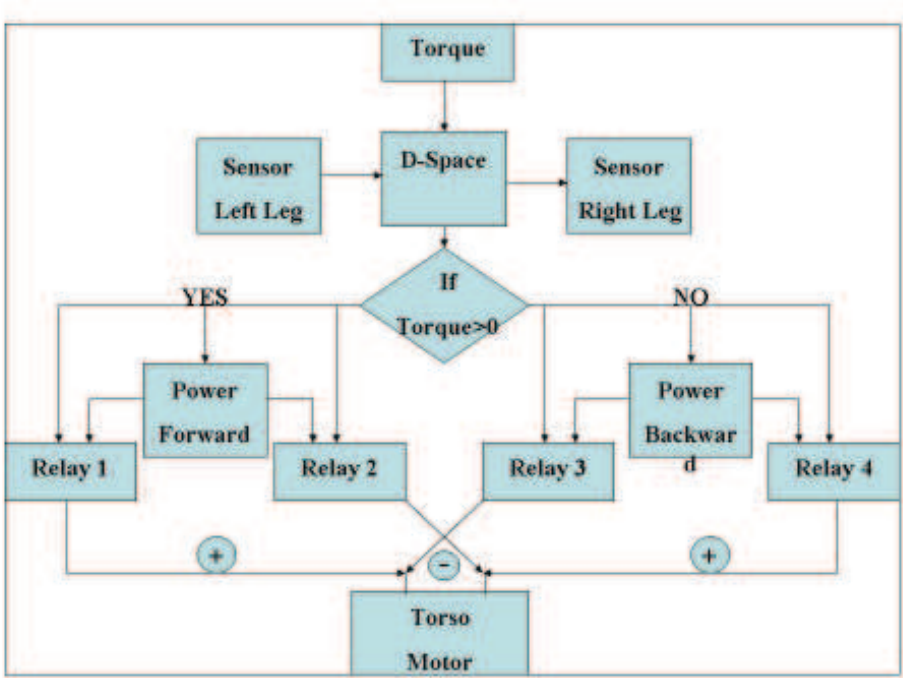 Torque
D-Space
Sensor
Left Leg
Sensor
Right Leg
If
Torque>0
YES
NO
Power
Forward
Power
Backwar
d
Relay 1
Relay 2
Relay 3
Relay 4
+
-
+
Torso
Motor